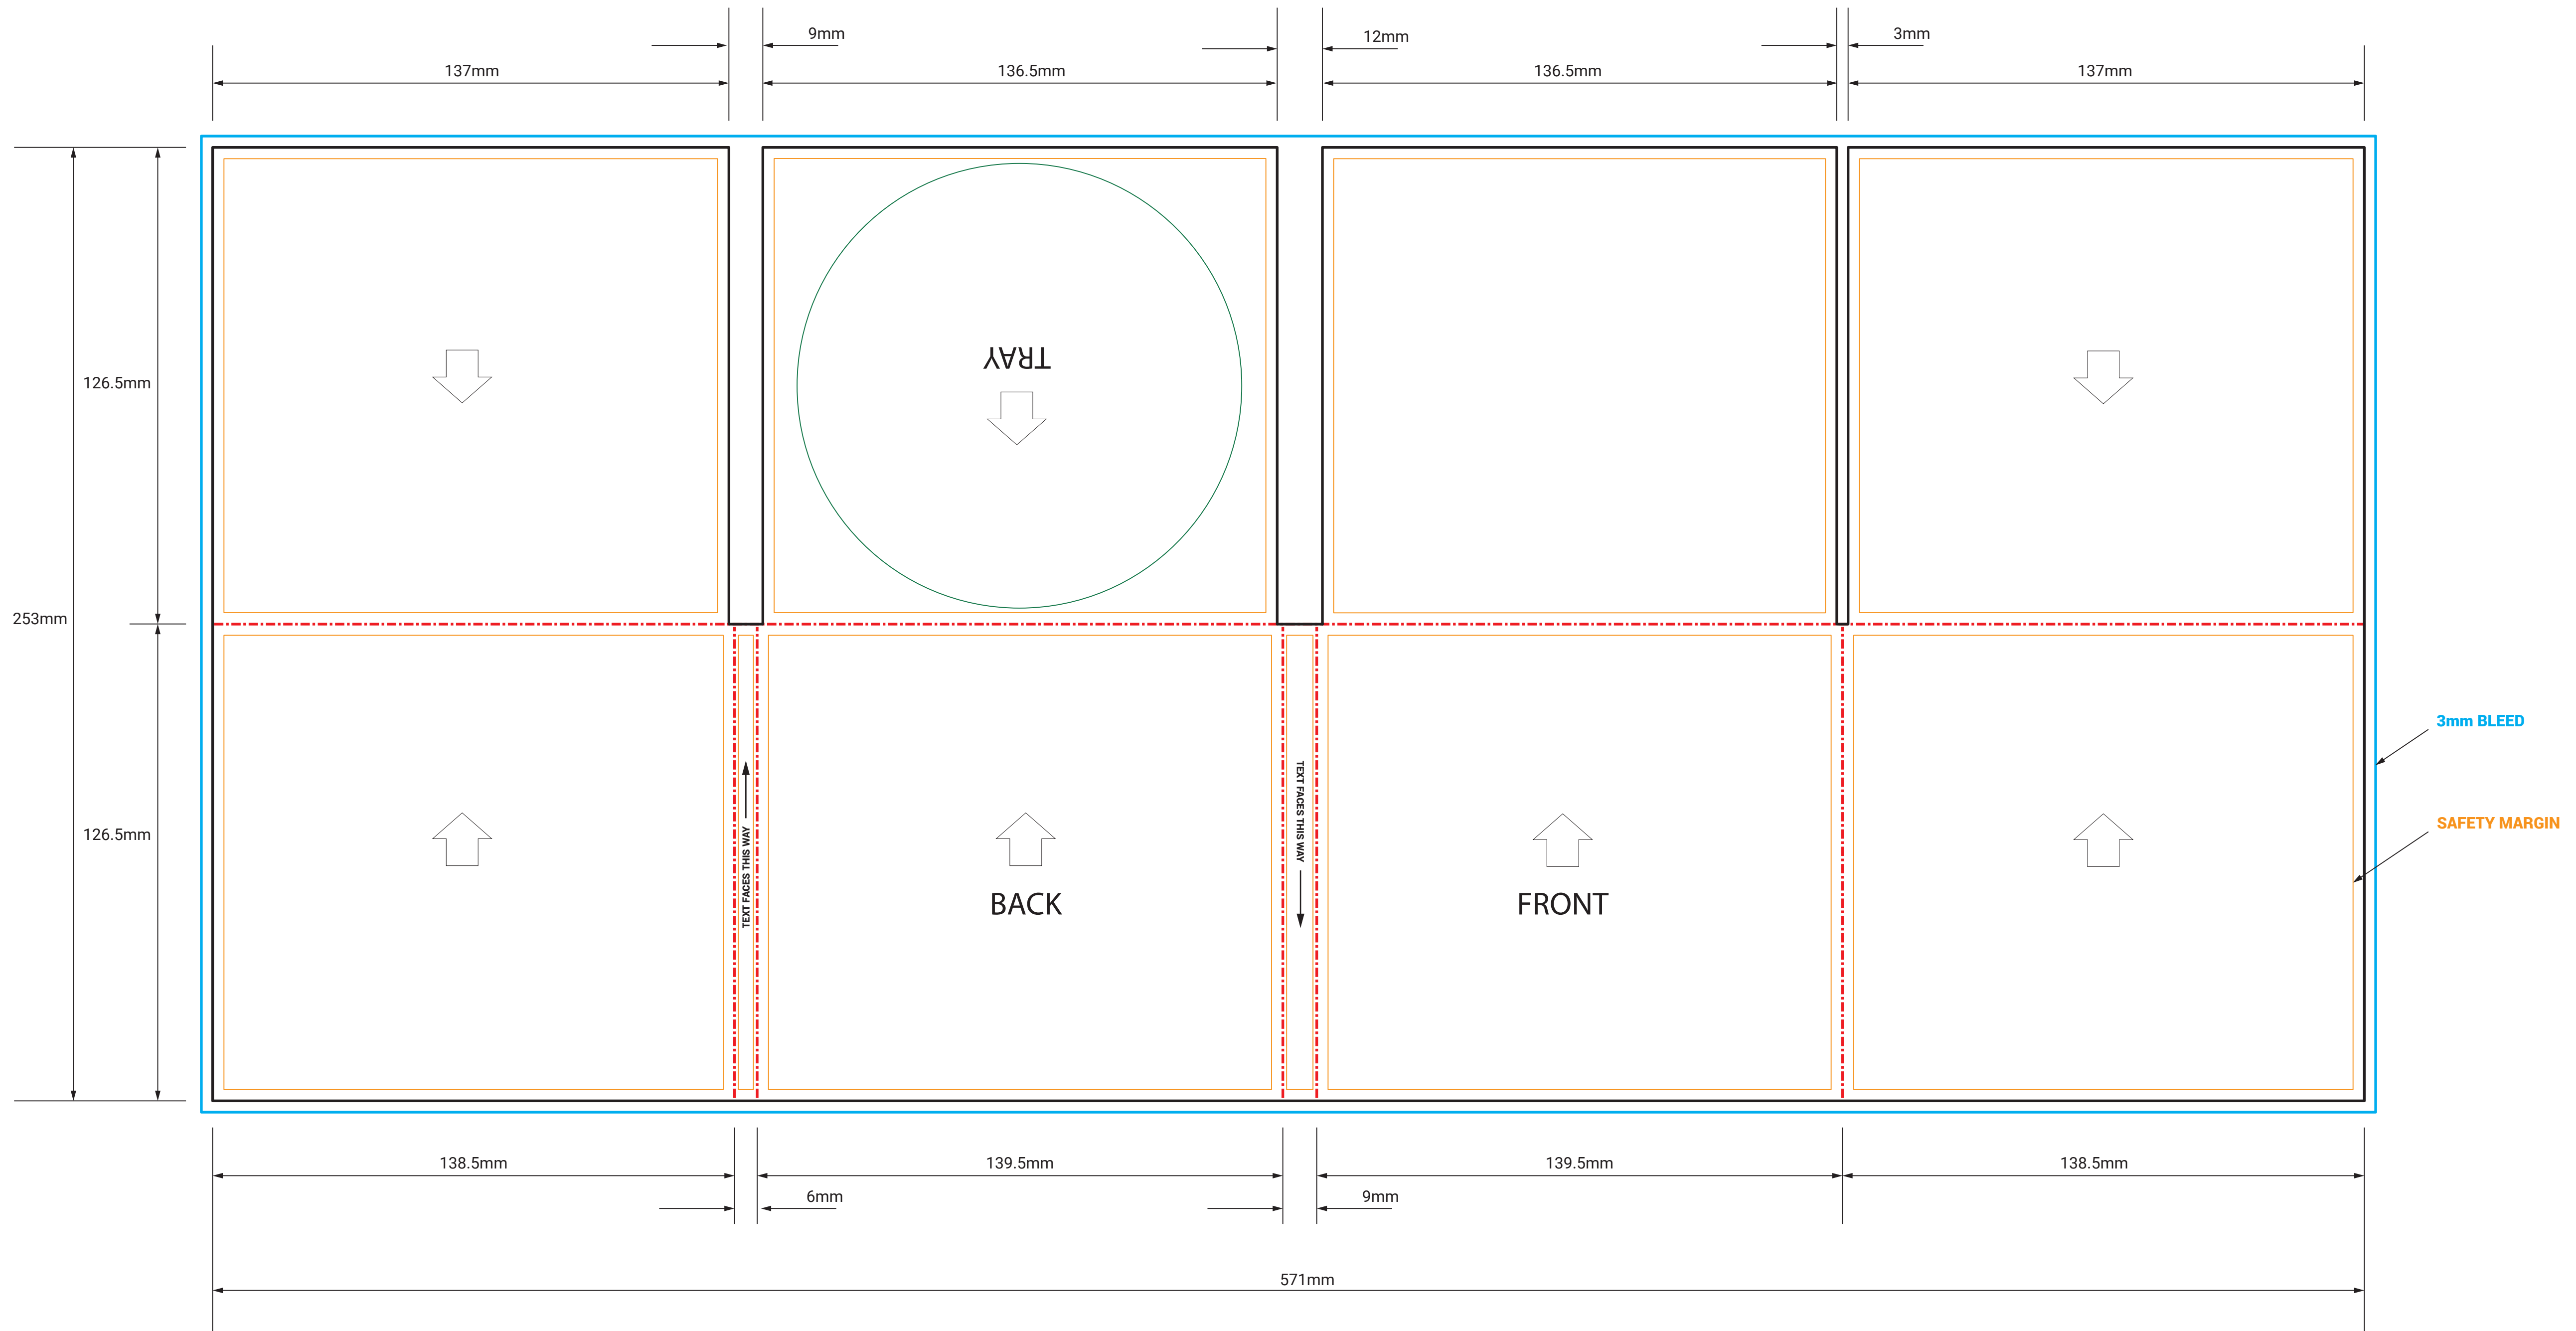 9mm
12mm
3mm
137mm
136.5mm
136.5mm
137mm
TRAY
126.5mm
253mm
126.5mm
TEXT FACES THIS WAY
BACK
TEXT FACES THIS WAY
FRONT
3mm BLEED
SAFETY MARGIN
138.5mm
139.5mm
139.5mm
138.5mm
6mm
9mm
571mm